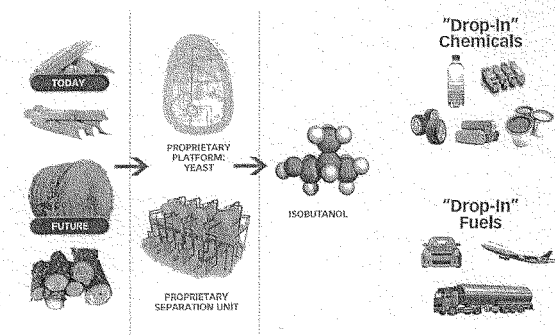 TODAY
FUTURE
PROPRIETARY
PLATFORM:
YEAST
PROPRIETARY
SEPARATION UNIT
ISOBUTANOL
"Drop-In"
Chemicals
"Drop-In"
Fuels